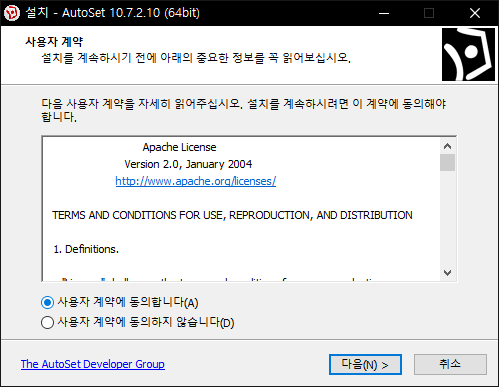 설치 - AutoSet 10.7.2.10 (64bit)
사용자 계약
설치를 계속하시기 전에 아래의 중요한 정보를 꼭 읽어보십시오.
다음 사용자 계약을 자세히 읽어주십시오. 설치를 계속하시려면 이 계약에 동의해야
합니다.
Apache License
Version 2.0, January 2004
http://www.apache.org/licenses/
TERMS AND CONDITIONS FOR USE, REPRODUCTION, AND DISTRIBUTION
1. Definitions.
사용자 계약에 동의합니다(A)
사용자 계약에 동의하지 않습니다(D)
The AutoSet Developer Group
다음(N) >
취소